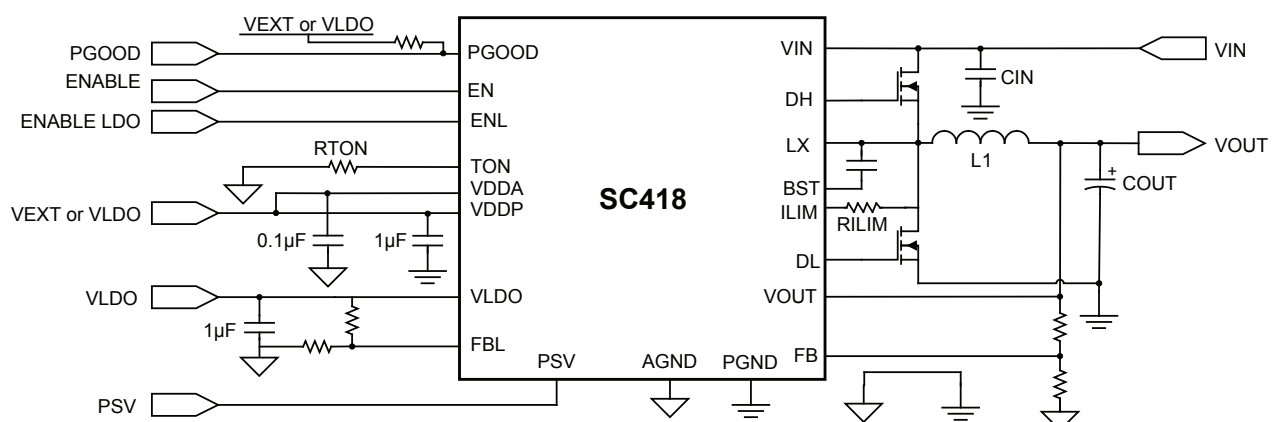 VEXT or VLDO
PGOOD
PGOOD
VIN
VIN
ENABLE
EN
DH
CIN
ENABLE LDO
ENL
RTON
TON
LX
L1
VOUT
VDDA
BST
COUT
+
VEXT or VLDO
VDDP
SC418
ILIM
RILIM
0.1µF
1µF
DL
VLDO
VLDO
VOUT
1µF
FBL
FB
PSV
AGND
PGND
PSV